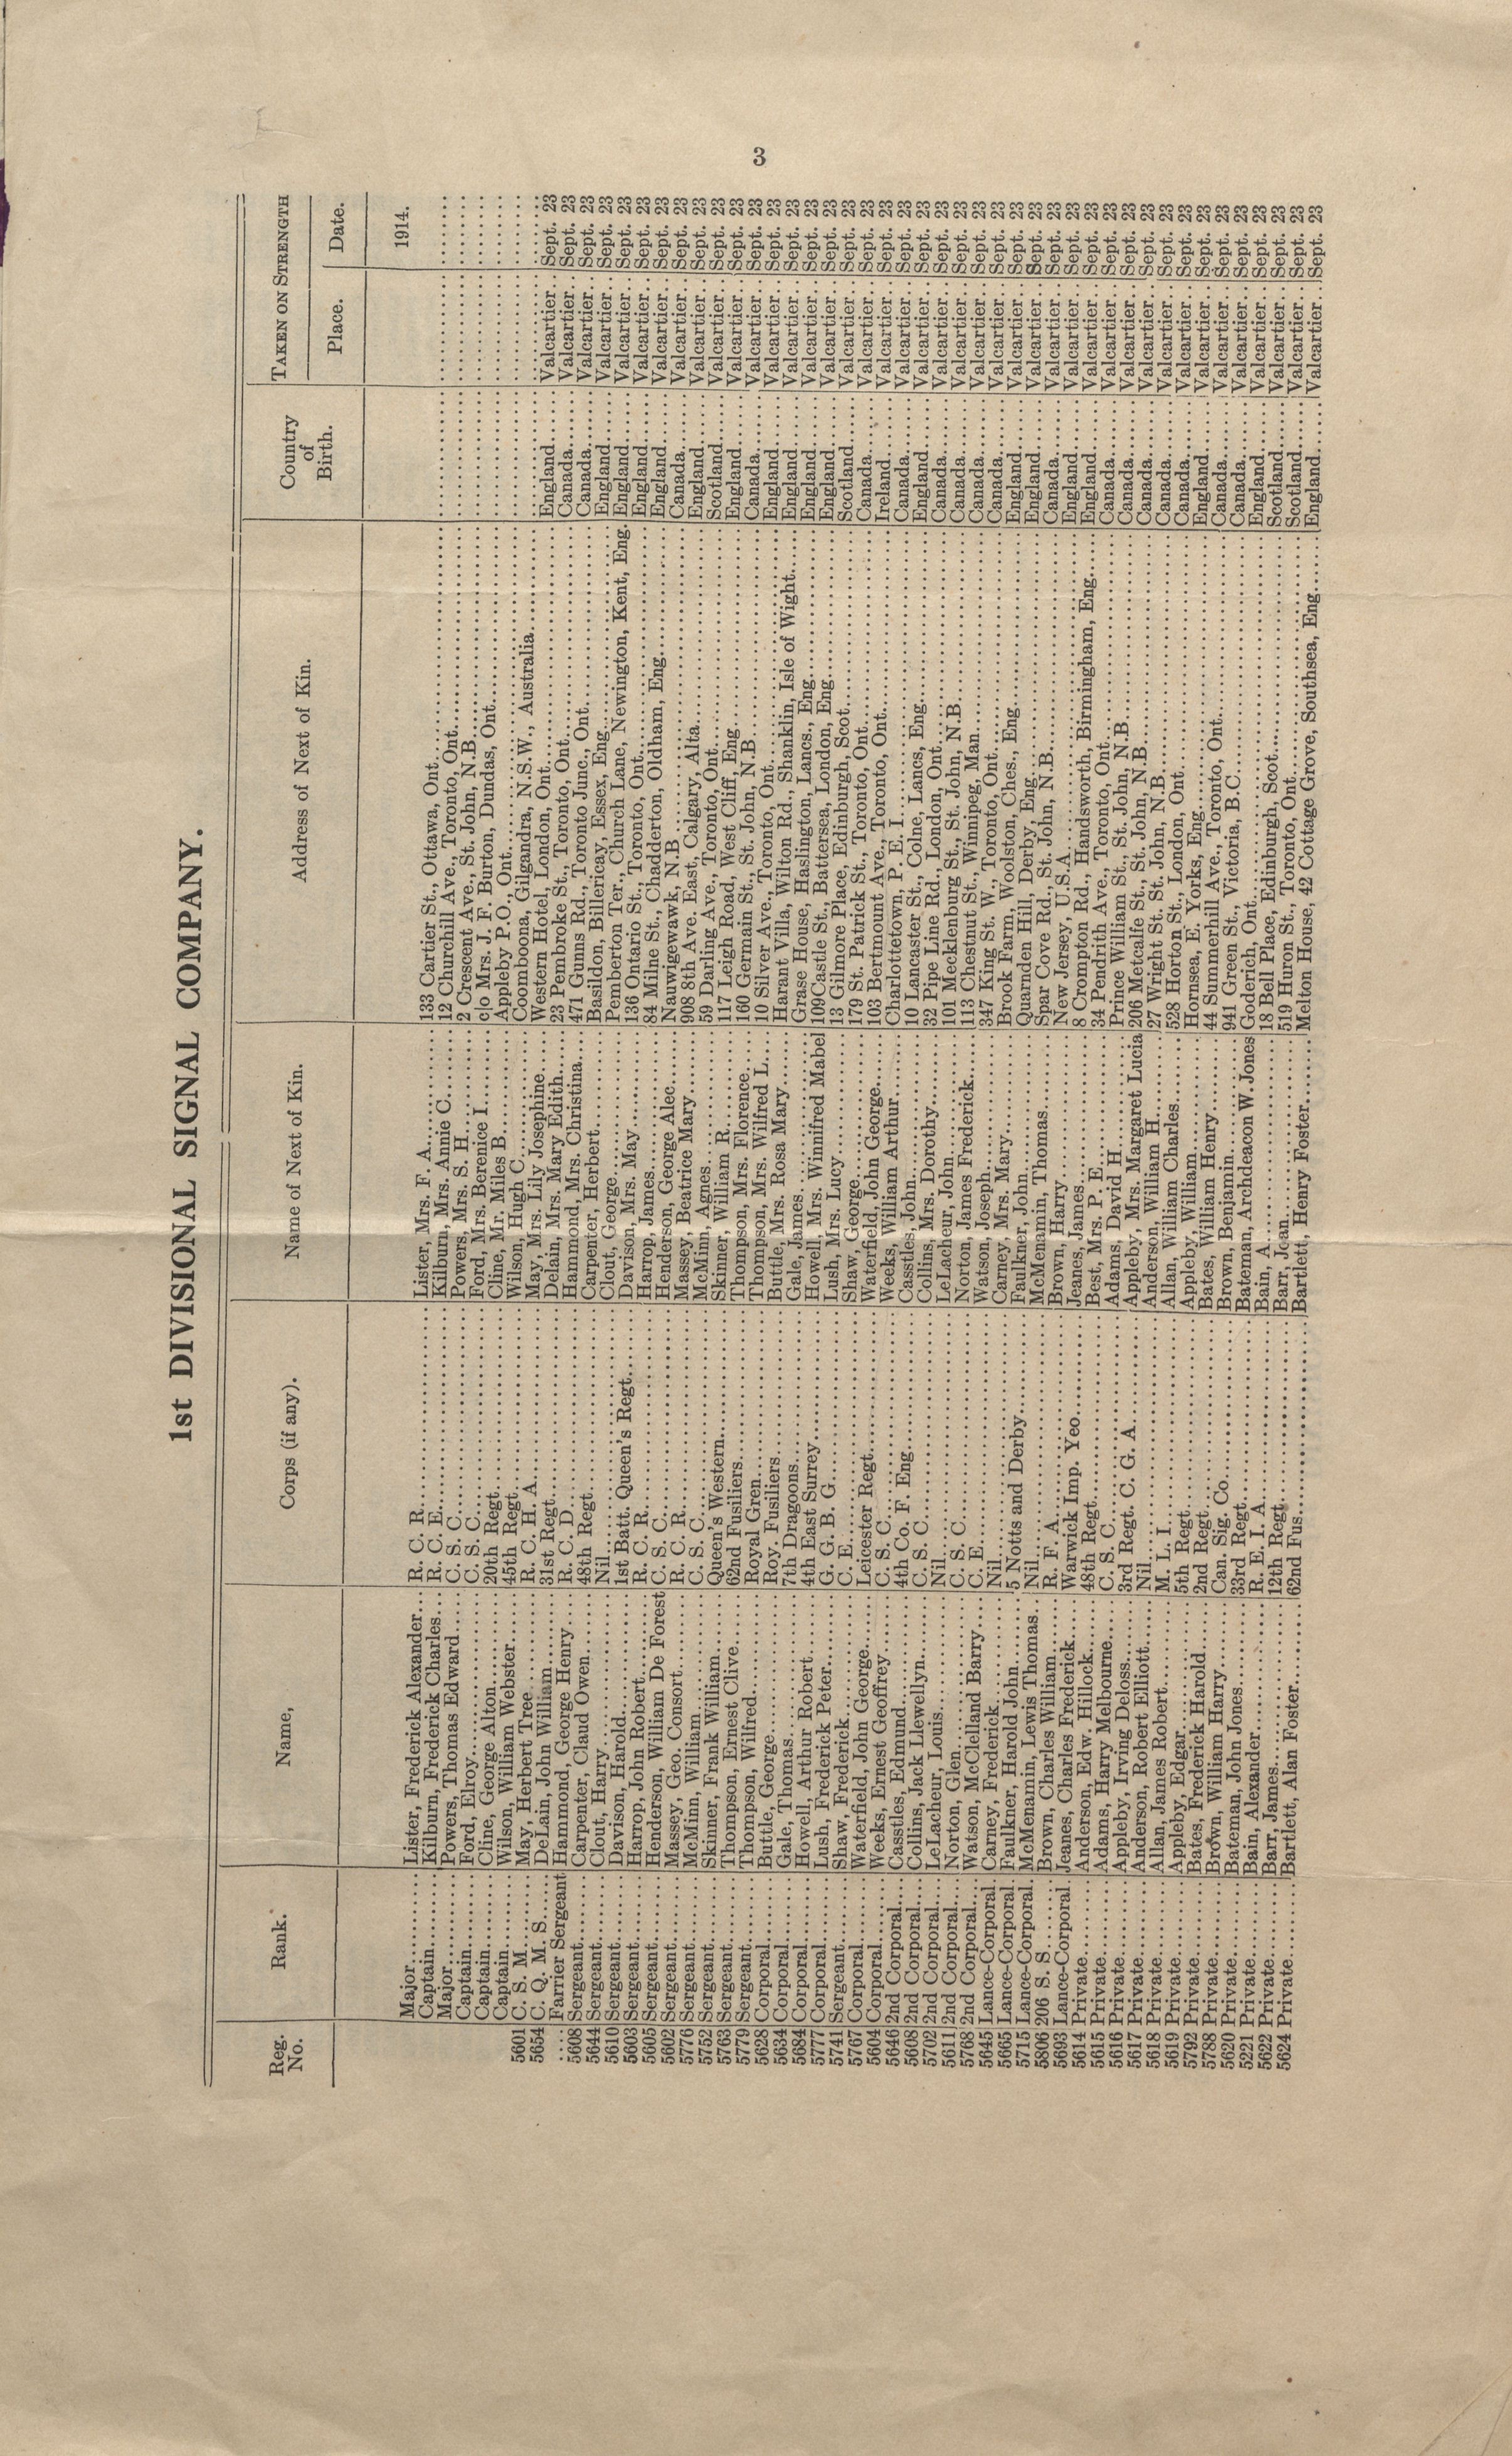 3
1st DIVISIONAL SIGNAL COMPANY.
Reg. No. Rank. Name, Corps (if any). Name of Next of Kin. Address of Next of Kin. Country of Birth. TAKEN ON STRENGTH
Place. Date.
1914.
Major Lister, Frederick Alexander R. C. R. Lister, Mrs. F. A. 133 Cartier St., Ottawa, Ont.
Captain Kilburn, Frederick Charles R. C. E. Kilburn, Mrs. Annie C. 12 Churchill Ave., Toronto, Ont.
Major Powers, Thomas Edward C. S. C. Powers, Mrs. S. H. 2 Crescent Ave., St. John, N.B.
Captain Ford, Elroy C. S. C. Ford, Mrs. Berenice I. c|o Mrs. J. F. Burton, Dundas, Ont.
Captain Cline, George Alton 20th Regt. Cline, Mr. Miles B. Appleby P.O., Ont.
Captain Wilson, William Webster 45th Regt. Wilson, Hugh C. Coomboona, Gilgandra, N.S.W., Australia
5601 C. S. M. May, Herbert Tree R. C. H. A. May, Mrs. Lily Josephine Western Hotel, London, Ont. England Valcartier Sept. 23
5654 C. Q. M. S. DeLain, John William 31st Regt. Delain, Mrs. Mary Edith 23 Pembroke St., Toronto, Ont. Canada Valcartier Sept. 23
.... Farrier Sergeant Hammond, George Henry R. C. D. Hammond, Mrs. Christina 471 Gunns Rd., Toronto June., Ont. Canada Valcartier Sept. 23
5608 Sergeant Carpenter, Claud Owen 48th Regt. Carpenter, Herbert Basildon, Billericay, Essex, Eng. England Valcartier Sept. 23
5644 Sergeant Clout, Harry Nil. Clout, George Pemberton Ter., Church Lane, Newington, Kent, Eng. England Valcartier Sept. 23
5610 Sergeant Davison, Harold 1st Batt. Queen's Regt. Davison, Mrs. May 136 Ontario St., Toronto, Ont. England Valcartier Sept. 23
5603 Sergeant Harrop, John Robert R. C. R. Harrop, James 84 Milne St., Chadderton, Oldham, Eng. England Valcartier Sept. 23
5605 Sergeant Henderson, William De Forest C. S. C. Henderson, George Alec Nauwigewawk, N.B. Canada Valcartier Sept. 23
5602 Sergeant Massey, Geo. Consort R. C. R. Massey, Beatrice Mary 908 8th Ave. East, Calgary, Alta. England Valcartier Sept. 23
5776 Sergeant McMinn, William C. S. C. McMinn, Agnes 59 Darling Ave., Toronto, Ont. Scotland Valcartier Sept. 23
5752 Sergeant Skinner, Frank William Queen's Western Skinner, William R. 117 Leigh Road, West Cliff, Eng England Valcartier Sept. 23
5763 Sergeant Thompson, Ernest Clive 62nd Fusiliers Thompson, Mrs. Florence 160 Germain St., St. John, N.B. Canada Valcartier Sept. 23
5779 Sergeant Thompson, Wilfred Royal Gren. Thompson, Mrs. Wilfred L. 10 Silver Ave., Toronto, Ont. England Valcartier Sept. 23
5628 Corporal Buttle, George Roy. Fusiliers Buttle, Mrs. Rosa Mary Harant Villa, Wilton Rd., Shanklin, Isle of Wight England Valcartier Sept. 23
5634 Corporal Gale, Thomas 7th Dragoons Gale, James Grase House, Haslington, Lancs., Eng. England Valcartier Sept. 23
5684 Corporal Howell, Arthur Robert 4th East Surrey Howell, Mrs. Winnifred Mabel 109Castle St., Battersea, London, Eng. England Valcartier Sept. 23
5777 Corporal Lush, Frederick Peter G. G. B. G. Lush, Mrs. Lucy 13 Gilmore Place, Edinburgh, Scot. Scotland Valcartier Sept. 23
5741 Sergeant Shaw, Frederick C. E. Shaw, George 179 St. Patrick St., Toronto, Ont. Canada Valcartier Sept. 23
5767 Corporal Waterfield, John George Leicester Regt. Waterfield, John George 103 Bertmount Ave., Toronto, Ont. Ireland Valcartier Sept. 23
5604 Corporal Weeks, Ernest Geoffrey C. S. C. Weeks, William Arthur Charlottetown, P. E. I. Canada Valcartier Sept. 23
5646 2nd Corporal Casstles, Edmund 4th Co. F. Eng. Casstles, John 10 Lancaster St., Colne, Lancs, Eng. England Valcartier Sept. 23
5608 2nd Corporal Collins, Jack Llewellyn C. S. C. Collins, Mrs. Dorothy 32 Pipe Line Rd., London, Ont. Canada Valcartier Sept. 23
5702 2nd Corporal LeLacheur, Louis Nil. LeLacheur, John 101 Mecklenburg St., St. John, N.B. Canada Valcartier Sept. 23
5611 2nd Corporal Norton, Glen C. S. C. Norton, James Frederick 113 Chestnut St., Winnipeg, Man. Canada Valcartier Sept. 23
5768 2nd Corporal Watson, McClelland Barry C. E. Watson, Joseph 347 King St. W., Toronto, Ont. Canada Valcartier Sept. 23
5645 Lance-Corporal Carney, Frederick Nil. Carney, Mrs. Mary Brook Farm, Woolston, Ches., Eng. England Valcartier Sept. 23
5665 Lance-Corporal Faulkner, Harold John 5 Notts and Derby Faulkner, John Quarnden Hill, Derby, Eng. England Valcartier Sept. 23
5715 Lance-Corporal McMenamin, Lewis Thomas Nil. McMenamin, Thomas Spar Cove Rd., St. John, N.B. Canada Valcartier Sept. 23
5806 206 S. S. Brown, Charles William R. F. A. Brown, Harry New Jersey, U.S.A. England Valcartier Sept. 23
5693 Lance-Corporal Jeanes, Charles Frederick Warwick Imp. Yeo. Jeanes, James 8 Crompton Rd., Handsworth, Birmingham, Eng. England Valcartier Sept. 23
5614 Private Anderson, Edw. Hillock 48th Regt. Best, Mrs. P. E. 34 Pendrith Ave., Toronto, Ont. Canada Valcartier Sept. 23
5615 Private Adams, Harry Melbourne C. S. C. Adams, David H. Prince William St., St. John, N.B. Canada Valcartier Sept. 23
5616 Private Appleby, Irving Deloss 3rd Regt. C. G. A. Appleby, Mrs. Margaret Lucia 206 Metcalfe St., St. John, N.B. Canada Valcartier Sept. 23
5617 Private Anderson, Robert Elliott Nil. Anderson, William H. 27 Wright St. St. John, N.B. Canada Valcartier Sept. 23
5618 Private Allan, James Robert M. L. I. Allan, William Charles 528 Horton St., London, Ont. Canada Valcartier Sept. 23
5619 Private Appleby, Edgar 5th Regt. Appleby, William Hornsea, E. Yorks, Eng. England Valcartier Sept. 23
5792 Private Bates, Frederick Harold 2nd Regt. Bates, William Henry 44 Summerhill Ave., Toronto, Ont. Canada Valcartier Sept. 23
5788 Private Brown, William Harry Can. Sig. Co. Brown, Benjamin 941 Green St., Victoria, B.C. Canada Valcartier Sept. 23
5620 Private Bateman, John Jones 33rd Regt. Bateman, Archdeacon W. Jones Goderich, Ont. England Valcartier Sept. 23
5221 Private Bain, Alexander R. E. I. A. Bain, A. 18 Bell Place, Edinburgh, Scot. Scotland Valcartier Sept. 23
5622 Private Barr, James 12th Regt. Barr, Jean 519 Huron St., Toronto, Ont. Scotland Valcartier Sept. 23
5624 Private Bartlett, Alan Foster 62nd Fus. Bartlett, Henry Foster Melton House, 42 Cottage Grove, Southsea, Eng. England Valcartier Sept. 23